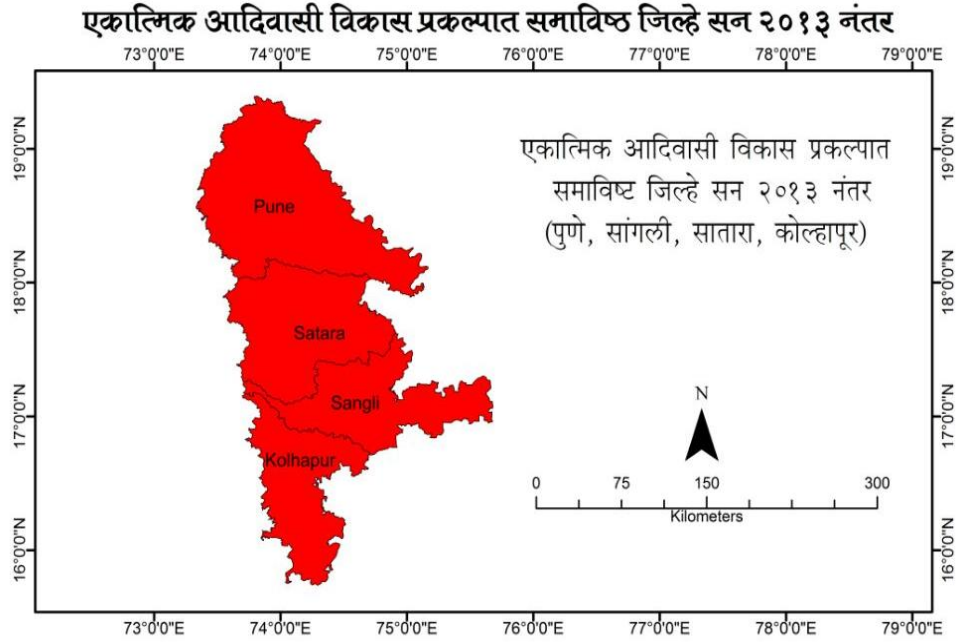 एकात्मिक आदिवासी विकास प्रकल्पात समाविष्ठ जिल्हे सन २०१३ नंतर
73°0'0"E 74°0'0"E 75°0'0"E 76°0'0"E 77°0'0"E 78°0'0"E 79°0'0"E
19°0'0"N
18°0'0"N
17°0'0"N
16°0'0"N
एकात्मिक आदिवासी विकास प्रकल्पात
समाविष्ट जिल्हे सन २०१३ नंतर
(पुणे, सांगली, सातारा, कोल्हापूर)
Pune
Satara
Sangli
Kolhapur
N
0 75 150 300
Kilometers
19°0'0"N
18°0'0"N
17°0'0"N
16°0'0"N
73°0'0"E 74°0'0"E 75°0'0"E 76°0'0"E 77°0'0"E 78°0'0"E 79°0'0"E